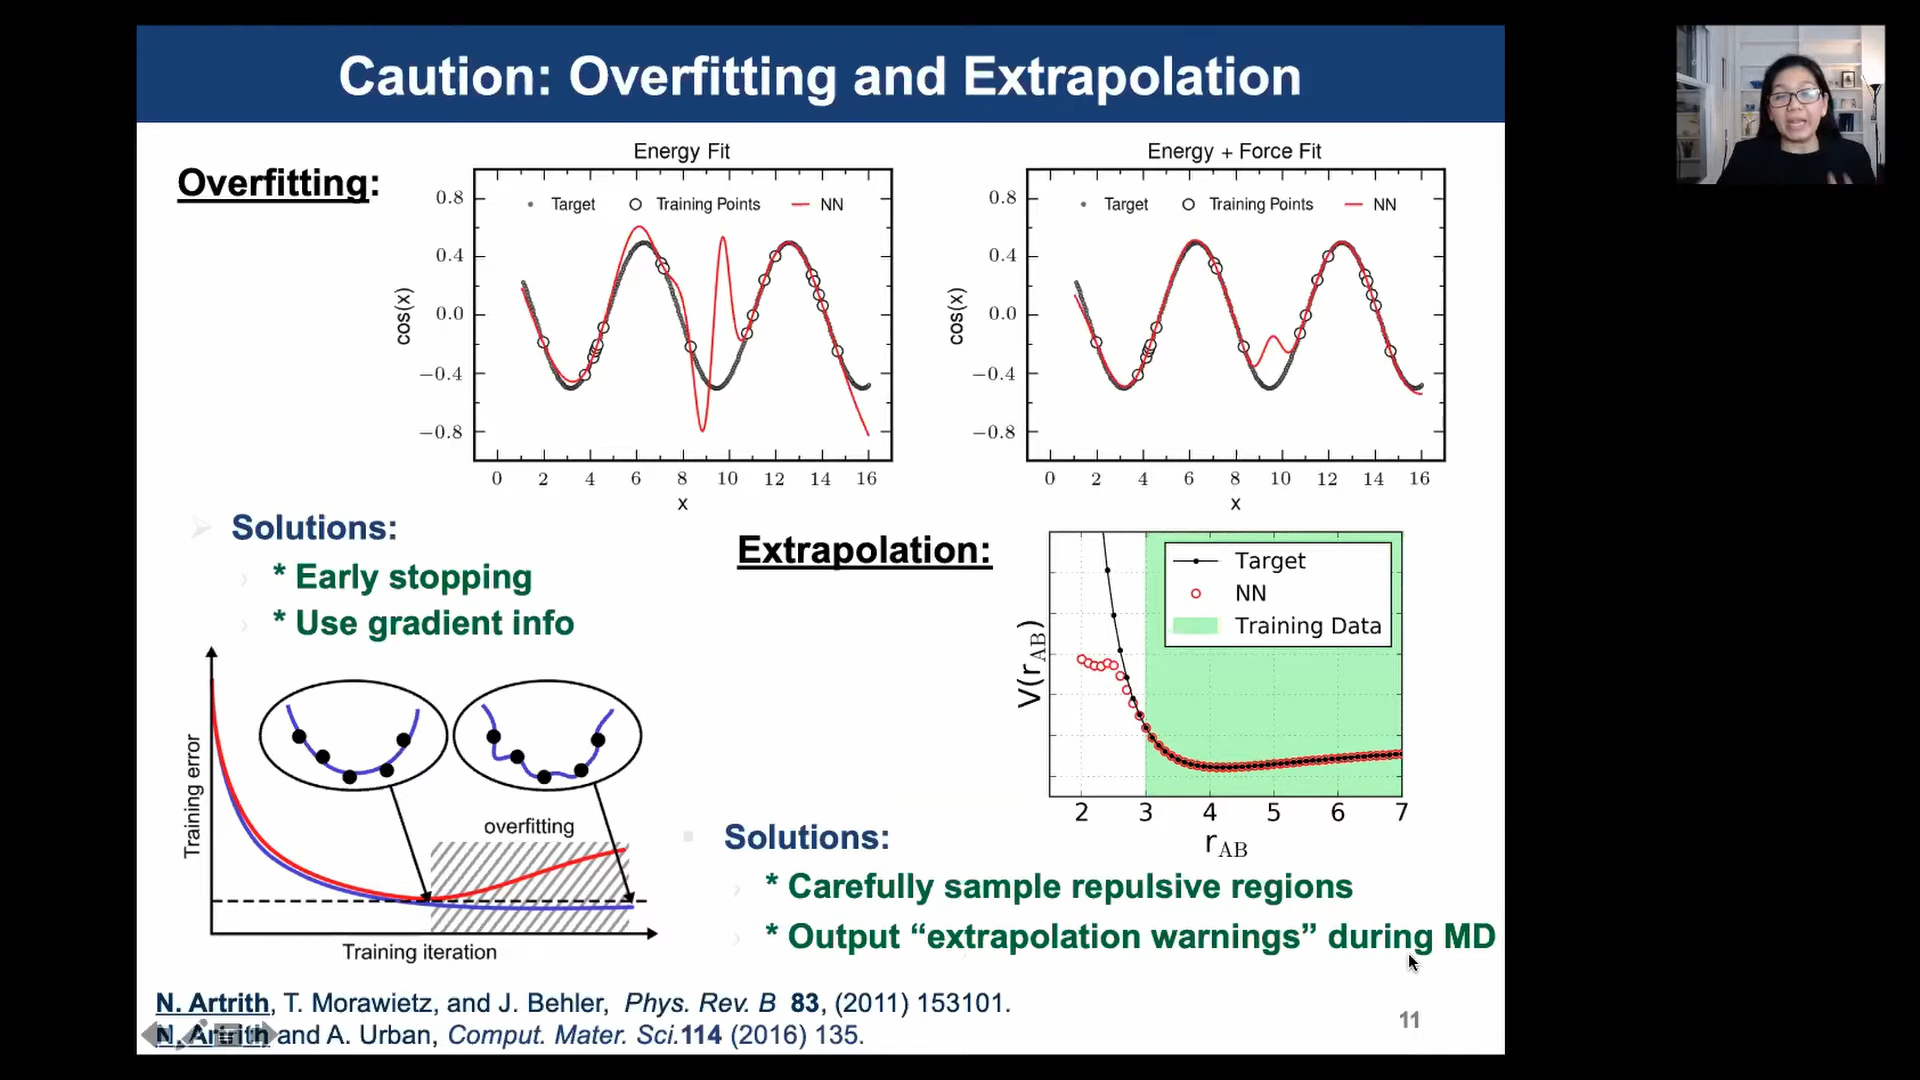 Caution: Overfitting and Extrapolation
Overfitting:
Energy Fit
Target Training Points NN
0.8
0.4
0.0
−0.4
−0.8
cos(x)
0 2 4 6 8 10 12 14 16
x
Energy + Force Fit
Target Training Points NN
0.8
0.4
0.0
−0.4
−0.8
cos(x)
0 2 4 6 8 10 12 14 16
x
Solutions:
* Early stopping
* Use gradient info
Training error
overfitting
Training iteration
Extrapolation:
Target
NN
Training Data
V(r_AB)
2 3 4 5 6 7
r_AB
Solutions:
* Carefully sample repulsive regions
* Output “extrapolation warnings” during MD
N. Artrith, T. Morawietz, and J. Behler, Phys. Rev. B 83, (2011) 153101.
N. Artrith and A. Urban, Comput. Mater. Sci.114 (2016) 135.
11